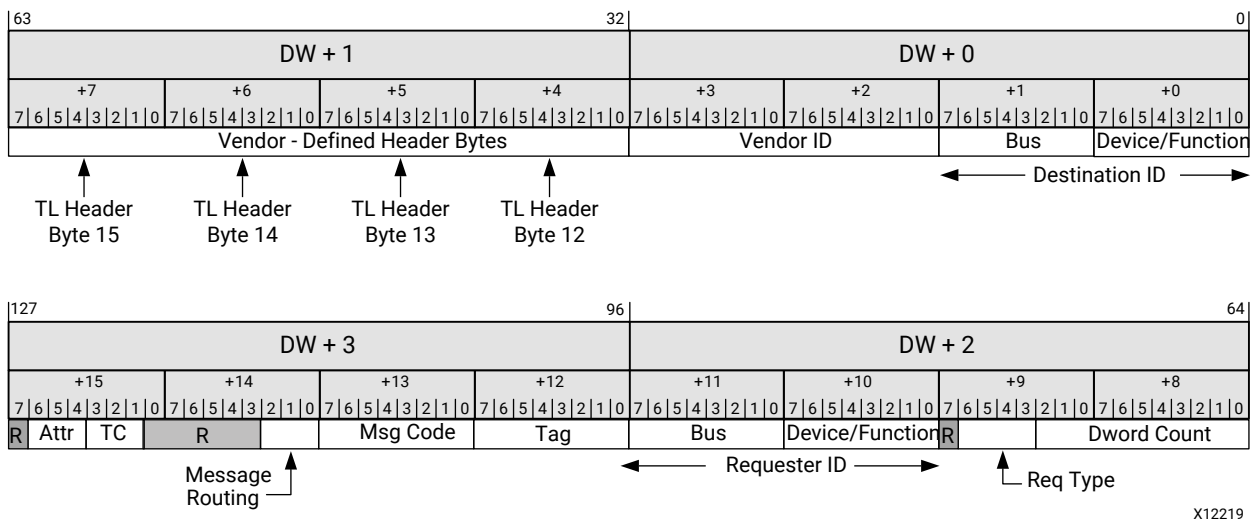 63 32 0
DW + 1 DW + 0
+7 +6 +5 +4 +3 +2 +1 +0
7 6 5 4 3 2 1 0 7 6 5 4 3 2 1 0 7 6 5 4 3 2 1 0 7 6 5 4 3 2 1 0 7 6 5 4 3 2 1 0 7 6 5 4 3 2 1 0 7 6 5 4 3 2 1 0 7 6 5 4 3 2 1 0
Vendor - Defined Header Bytes Vendor ID Bus Device/Function
Destination ID
TL Header TL Header TL Header TL Header
Byte 15 Byte 14 Byte 13 Byte 12
127 96 64
DW + 3 DW + 2
+15 +14 +13 +12 +11 +10 +9 +8
7 6 5 4 3 2 1 0 7 6 5 4 3 2 1 0 7 6 5 4 3 2 1 0 7 6 5 4 3 2 1 0 7 6 5 4 3 2 1 0 7 6 5 4 3 2 1 0 7 6 5 4 3 2 1 0 7 6 5 4 3 2 1 0
R Attr TC R Msg Code Tag Bus Device/Function R Dword Count
Message Requester ID Req Type
Routing
X12219